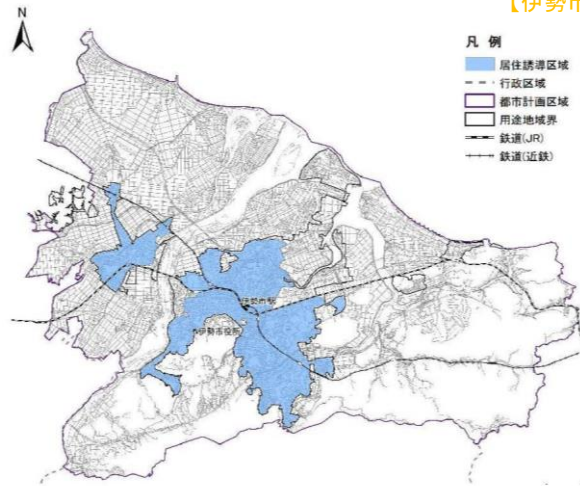 【伊勢市
N
凡 例
居住誘導区域
行政区域
都市計画区域
用途地域界
鉄道(JR)
鉄道(近鉄)
伊勢市駅
伊勢市役所